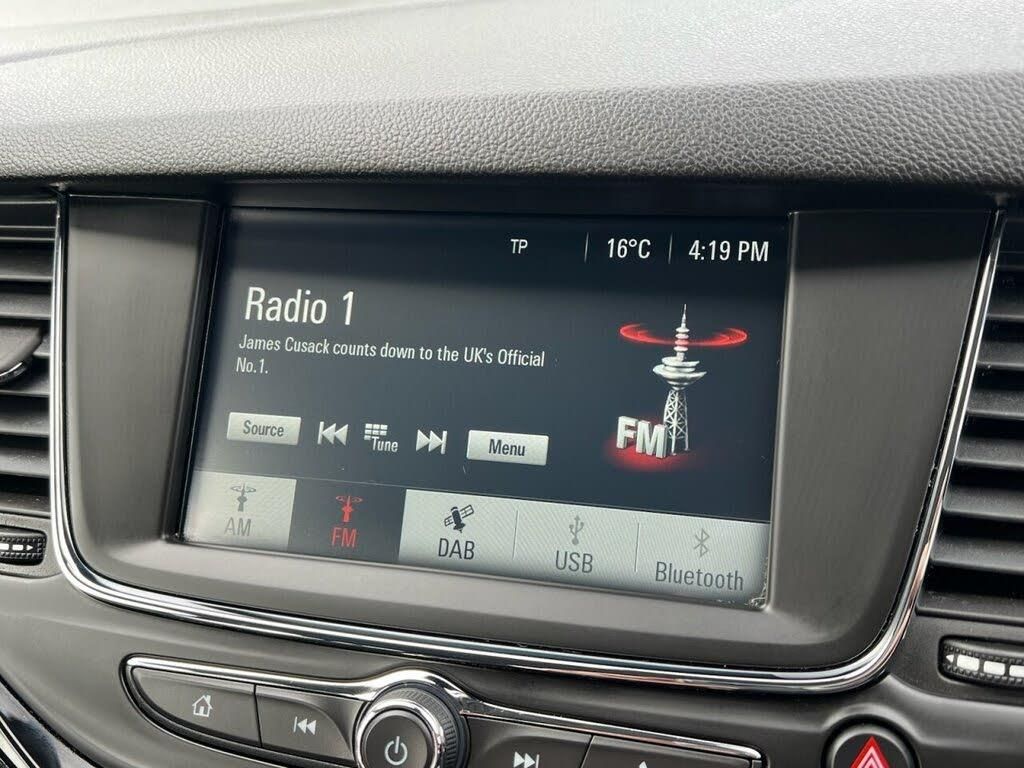 TP 16°C 4:19 PM
Radio 1
James Cusack counts down to the UK's Official
No.1.
FM
Source Tune Menu
AM FM DAB USB Bluetooth